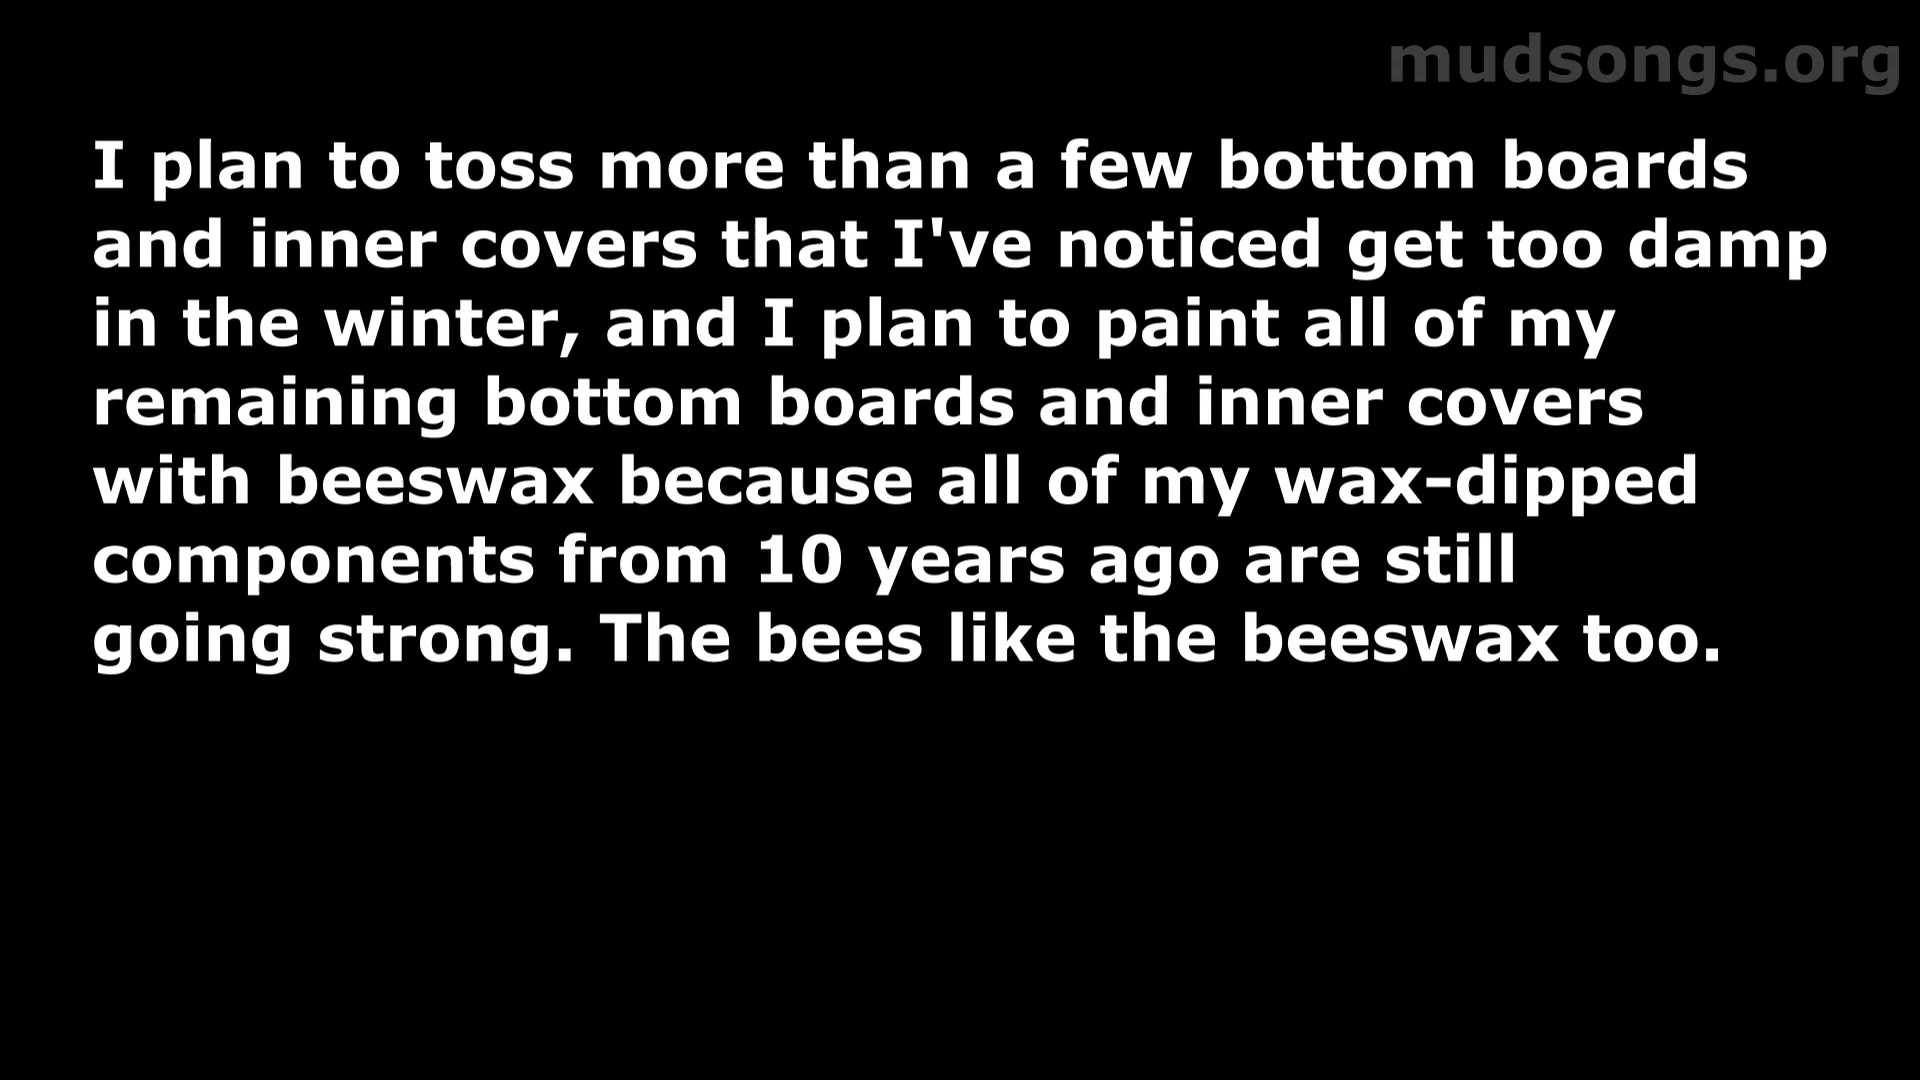 mudsongs.org
I plan to toss more than a few bottom boards
and inner covers that I've noticed get too damp
in the winter, and I plan to paint all of my
remaining bottom boards and inner covers
with beeswax because all of my wax-dipped
components from 10 years ago are still
going strong. The bees like the beeswax too.